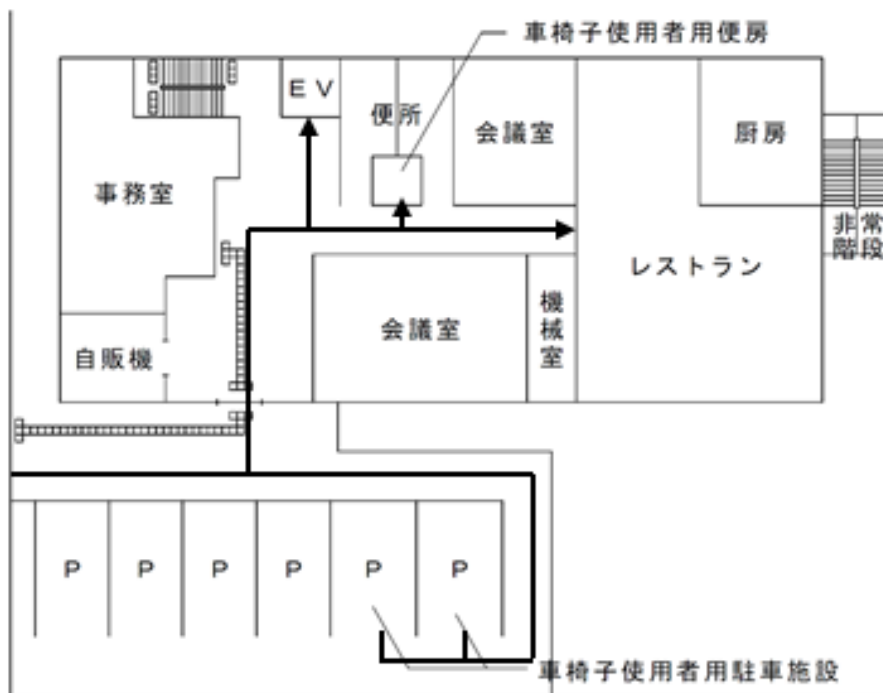 車椅子使用者用便房
ＥＶ
便所
会議室
厨房
事務室
非常
階段
レストラン
会議室
機械室
自販機
P
P
P
P
P
P
車椅子使用者用駐車施設